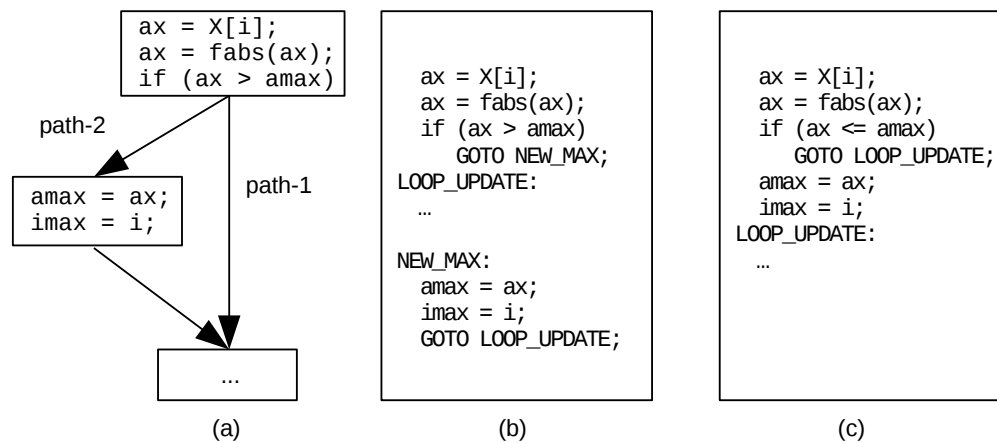 ax = X[i];
ax = fabs(ax);
if (ax > amax)
path-2
path-1
amax = ax;
imax = i;
...
(a)
ax = X[i];
ax = fabs(ax);
if (ax > amax)
GOTO NEW_MAX;
LOOP_UPDATE:
…
NEW_MAX:
amax = ax;
imax = i;
GOTO LOOP_UPDATE;
(b)
ax = X[i];
ax = fabs(ax);
if (ax <= amax)
GOTO LOOP_UPDATE;
amax = ax;
imax = i;
LOOP_UPDATE:
…
(c)